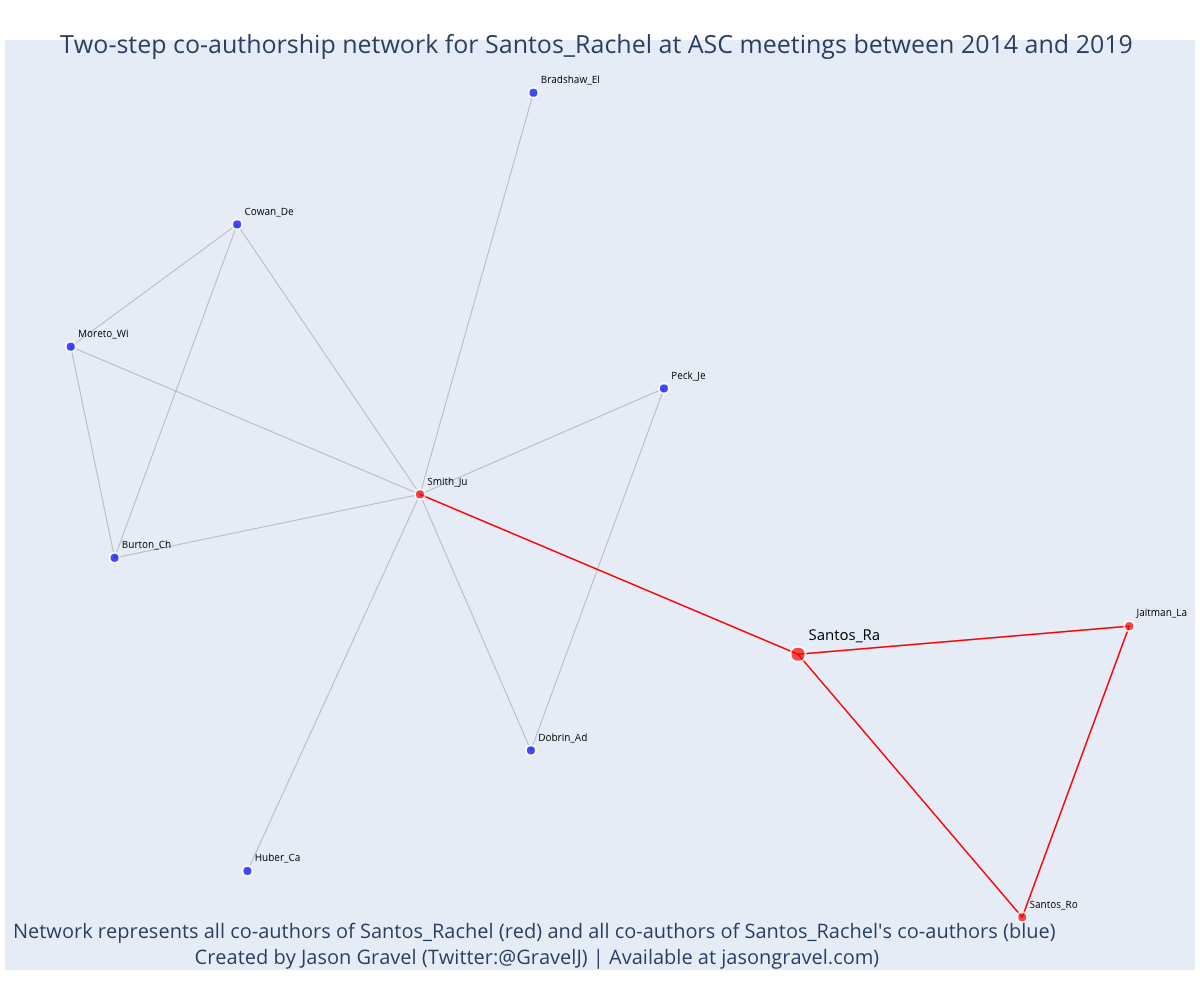 Two-step co-authorship network for Santos_Rachel at ASC meetings between 2014 and 2019
Bradshaw_El
Cowan_De
Moreto_Wi
Peck_Je
Smith_Ju
Burton_Ch
Jaitman_La
Santos_Ra
Dobrin_Ad
Huber_Ca
Santos_Ro
Network represents all co-authors of Santos_Rachel (red) and all co-authors of Santos_Rachel's co-authors (blue)
Created by Jason Gravel (Twitter:@GravelJ) | Available at jasongravel.com)